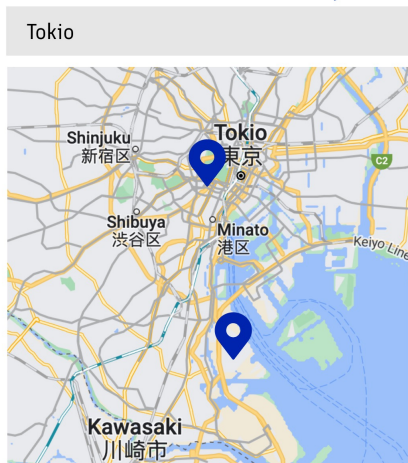 Tokio
Shinjuku
新宿区
Tokio
東京
C2
Shibuya
渋谷区
Minato
港区
Keiyo Line
Kawasaki
川崎市